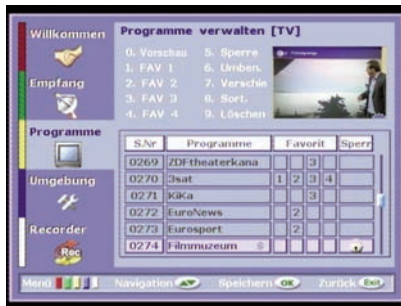 Willkommen
Empfang
Programme
Umgebung
Recorder
Rec
Programme verwalten [TV]
0. Vorschau 5. Sperre
1. FAV 1 6. Umben.
2. FAV 2 7. Verschie
3. FAV 3 8. Sort.
4. FAV 4 9. Löschen
S.Nr Programme Favorit Sperr
0269 ZDFtheaterkana 3
0270 3sat 1 2 3 4
0271 KiKa 3
0272 EuroNews 2
0273 Eurosport 2
0274 Filmmuzeum $
Menü Navigation Speichern OK Zurück Exit